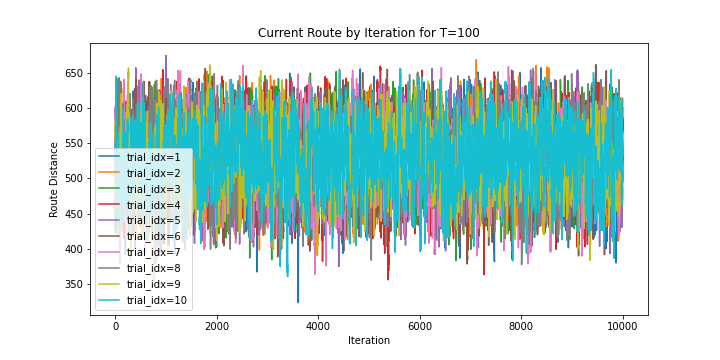 Current Route by Iteration for T=100
Route Distance
650
600
550
500
450
400
350
trial_idx=1
trial_idx=2
trial_idx=3
trial_idx=4
trial_idx=5
trial_idx=6
trial_idx=7
trial_idx=8
trial_idx=9
trial_idx=10
0 2000 4000 6000 8000 10000
Iteration